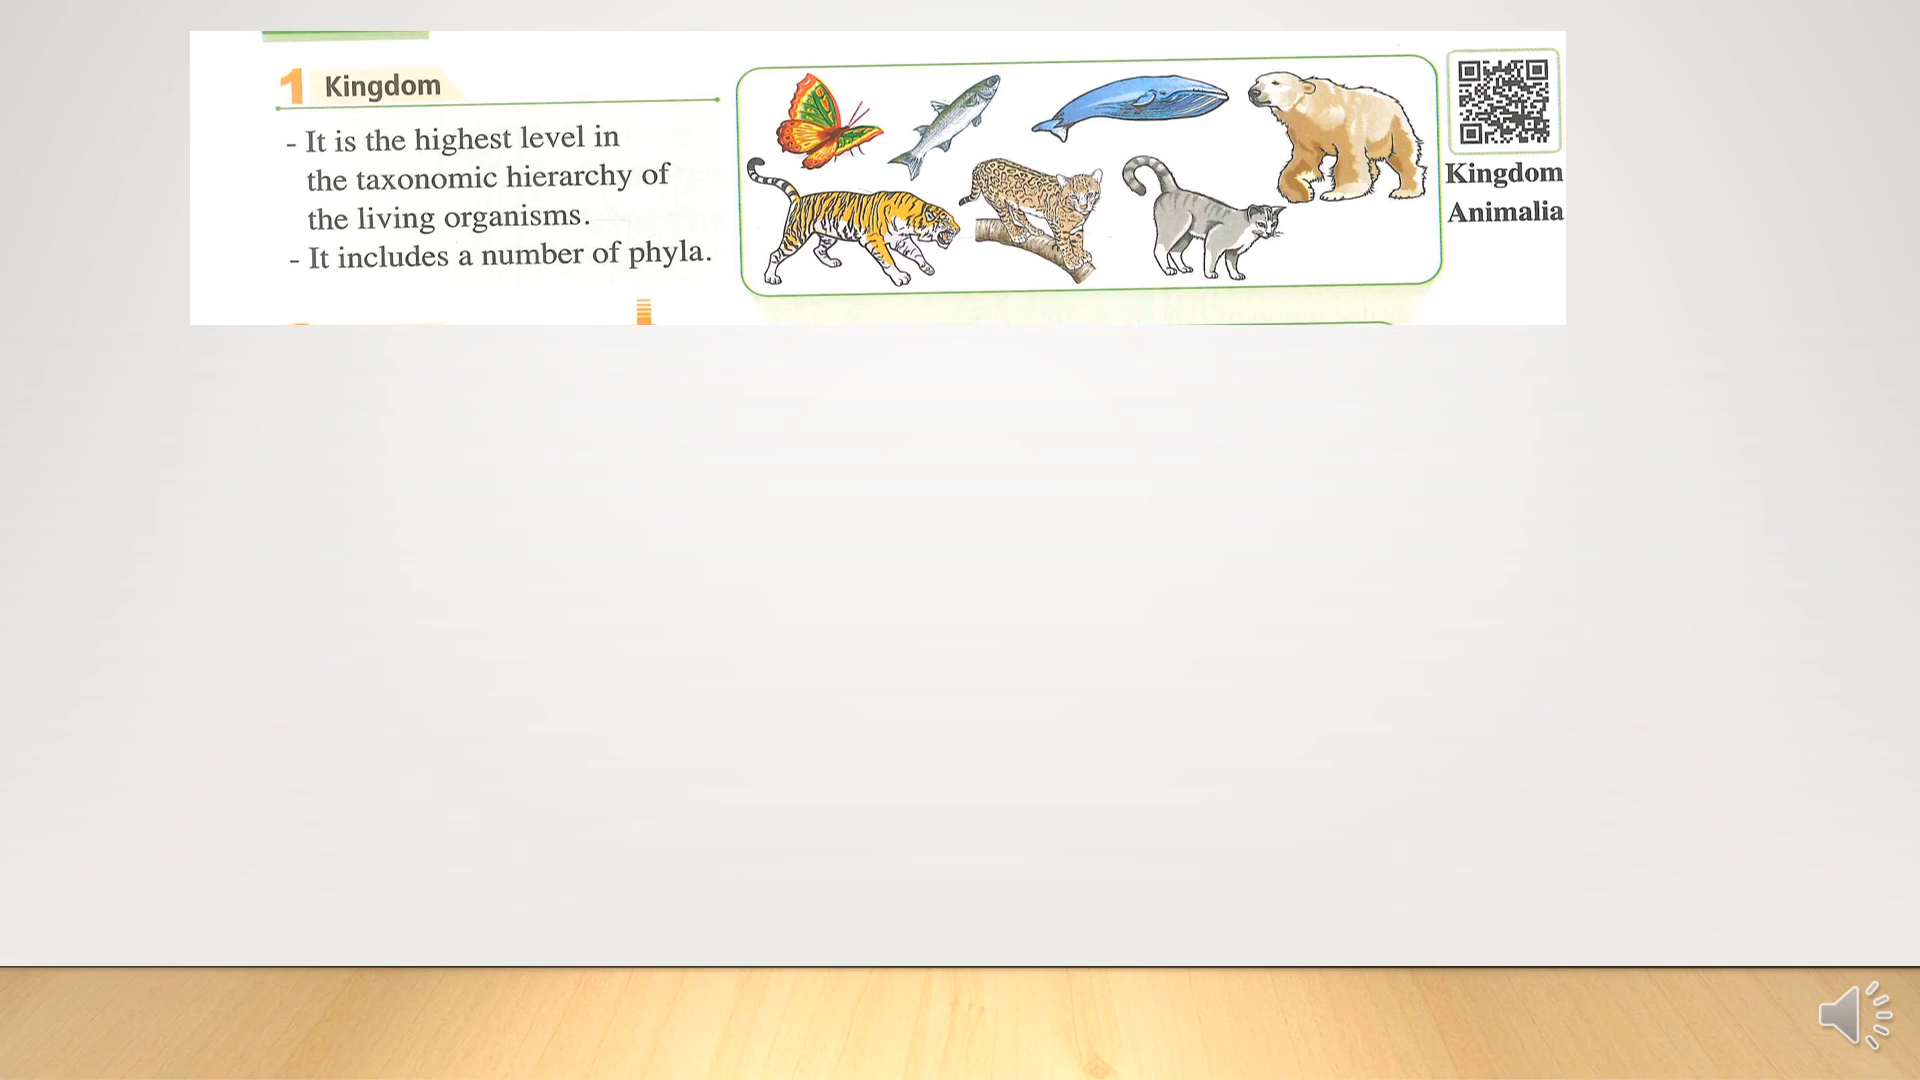 1 Kingdom
- It is the highest level in
the taxonomic hierarchy of
the living organisms.
- It includes a number of phyla.
Kingdom
Animalia